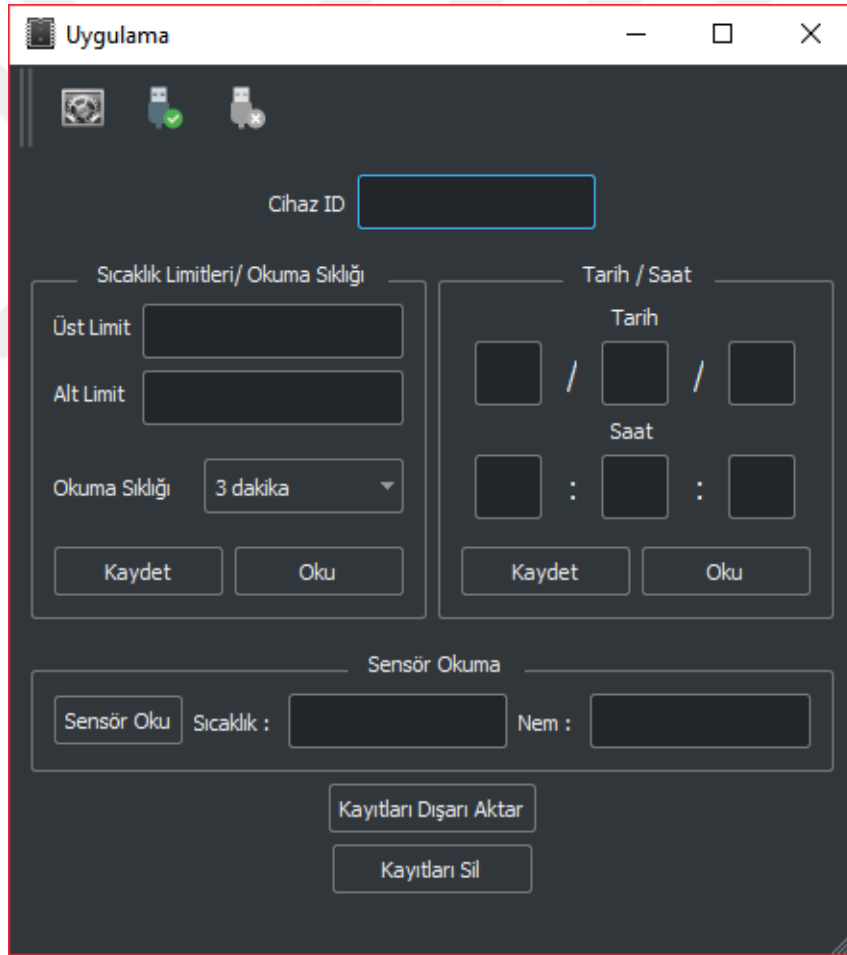 Uygulama
Cihaz ID
Sıcaklık Limitleri/ Okuma Sıklığı
Üst Limit
Alt Limit
Okuma Sıklığı 3 dakika
Kaydet Oku
Tarih / Saat
Tarih
/ /
Saat
: :
Kaydet Oku
Sensör Okuma
Sensör Oku Sıcaklık : Nem :
Kayıtları Dışarı Aktar
Kayıtları Sil